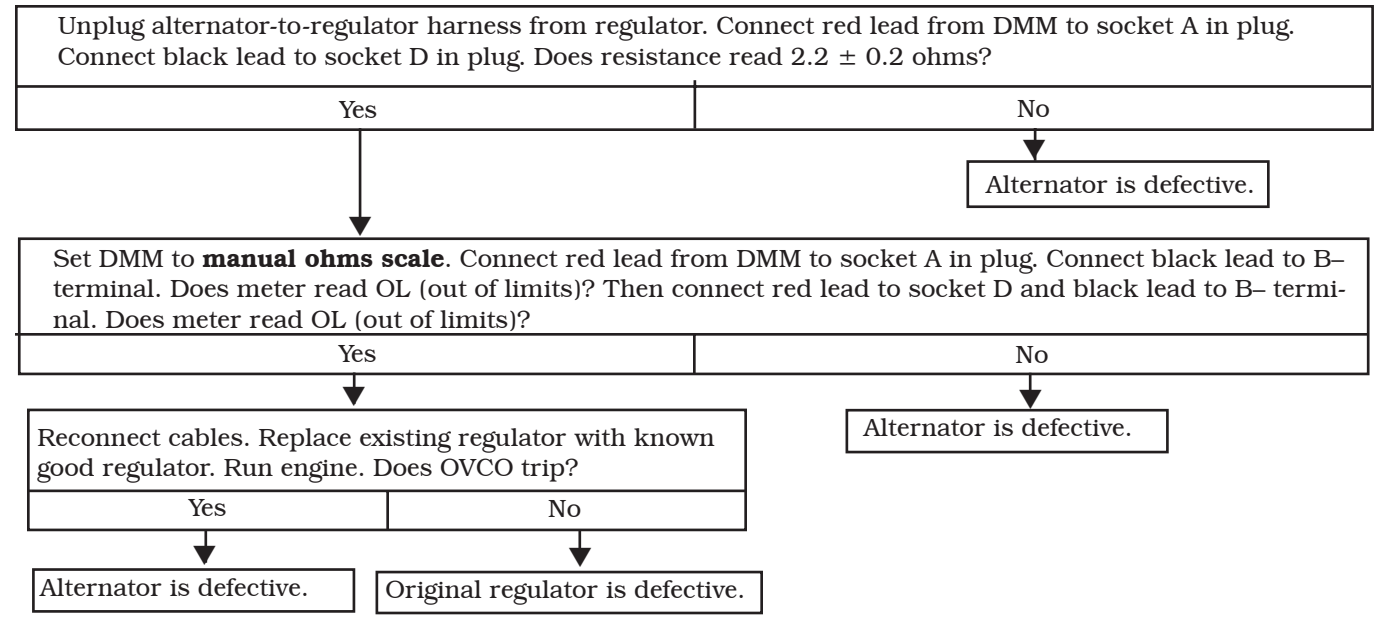 Unplug alternator-to-regulator harness from regulator. Connect red lead from DMM to socket A in plug.
Connect black lead to socket D in plug. Does resistance read 2.2 ± 0.2 ohms?
Yes
No
Alternator is defective.
Set DMM to manual ohms scale. Connect red lead from DMM to socket A in plug. Connect black lead to B–
terminal. Does meter read OL (out of limits)? Then connect red lead to socket D and black lead to B– termi-
nal. Does meter read OL (out of limits)?
Yes
No
Alternator is defective.
Reconnect cables. Replace existing regulator with known
good regulator. Run engine. Does OVCO trip?
Yes
No
Alternator is defective.
Original regulator is defective.